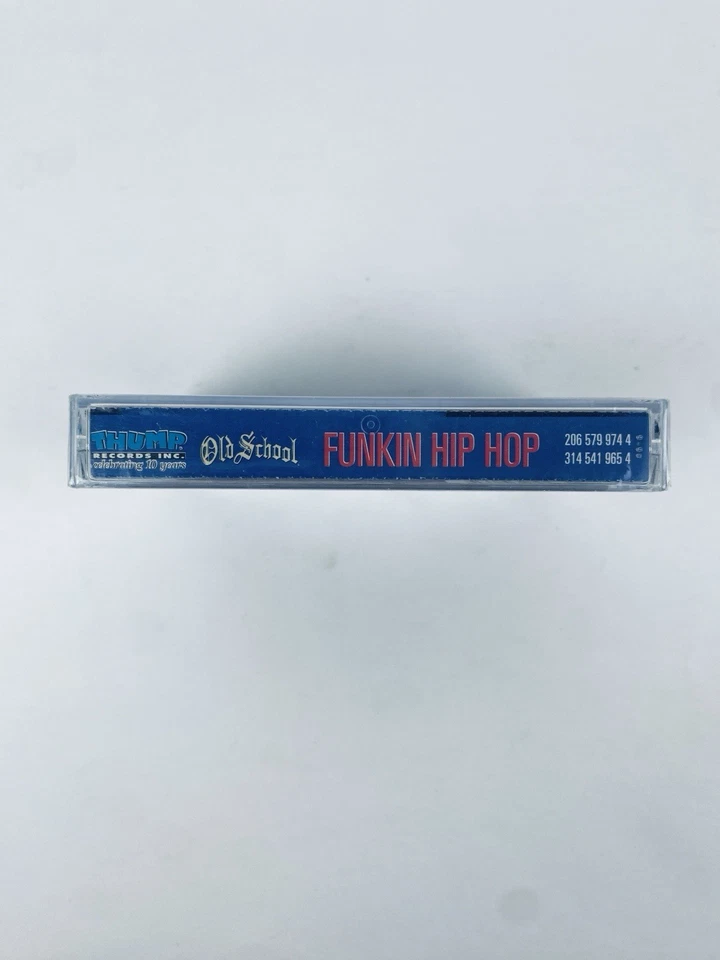 THUMP
RECORDS INC.
celebrating 10 years
Old School
FUNKIN HIP HOP
206 579 974 4
314 541 965 4